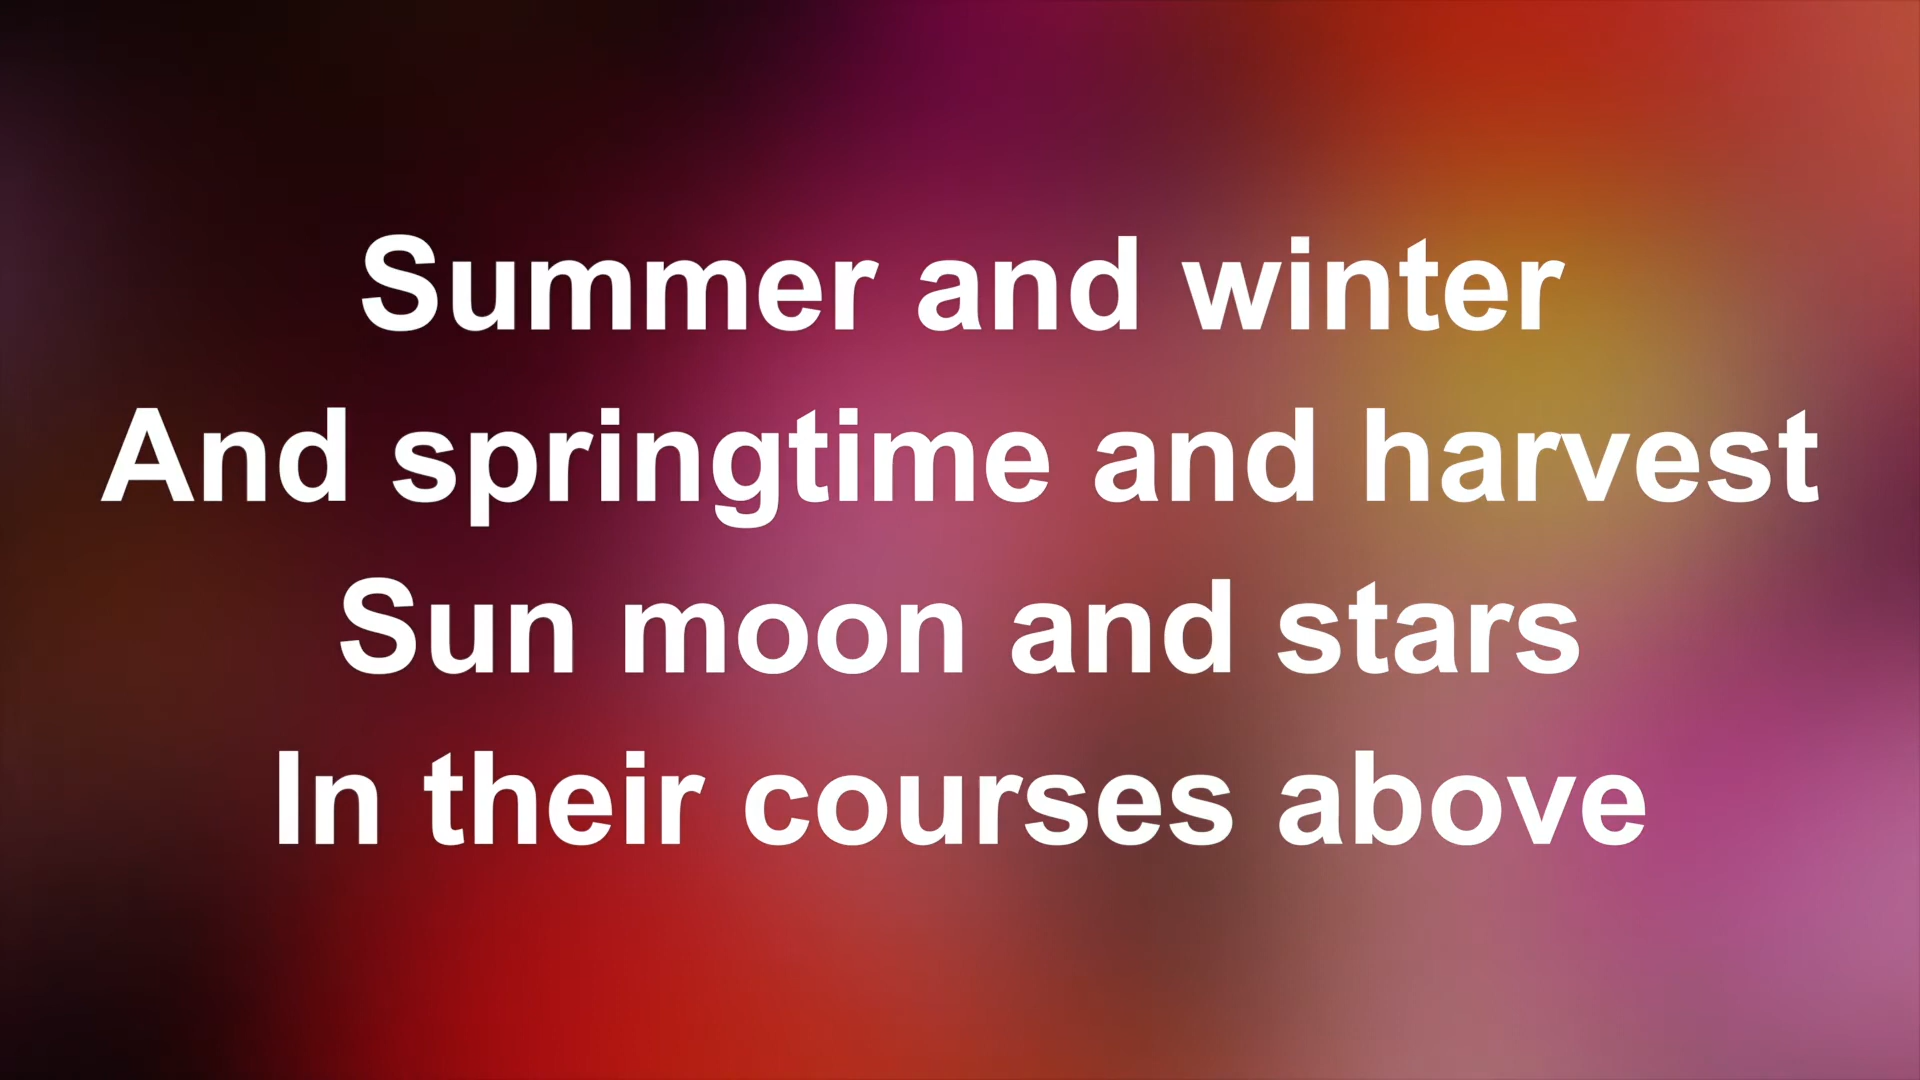 Summer and winter
And springtime and harvest
Sun moon and stars
In their courses above